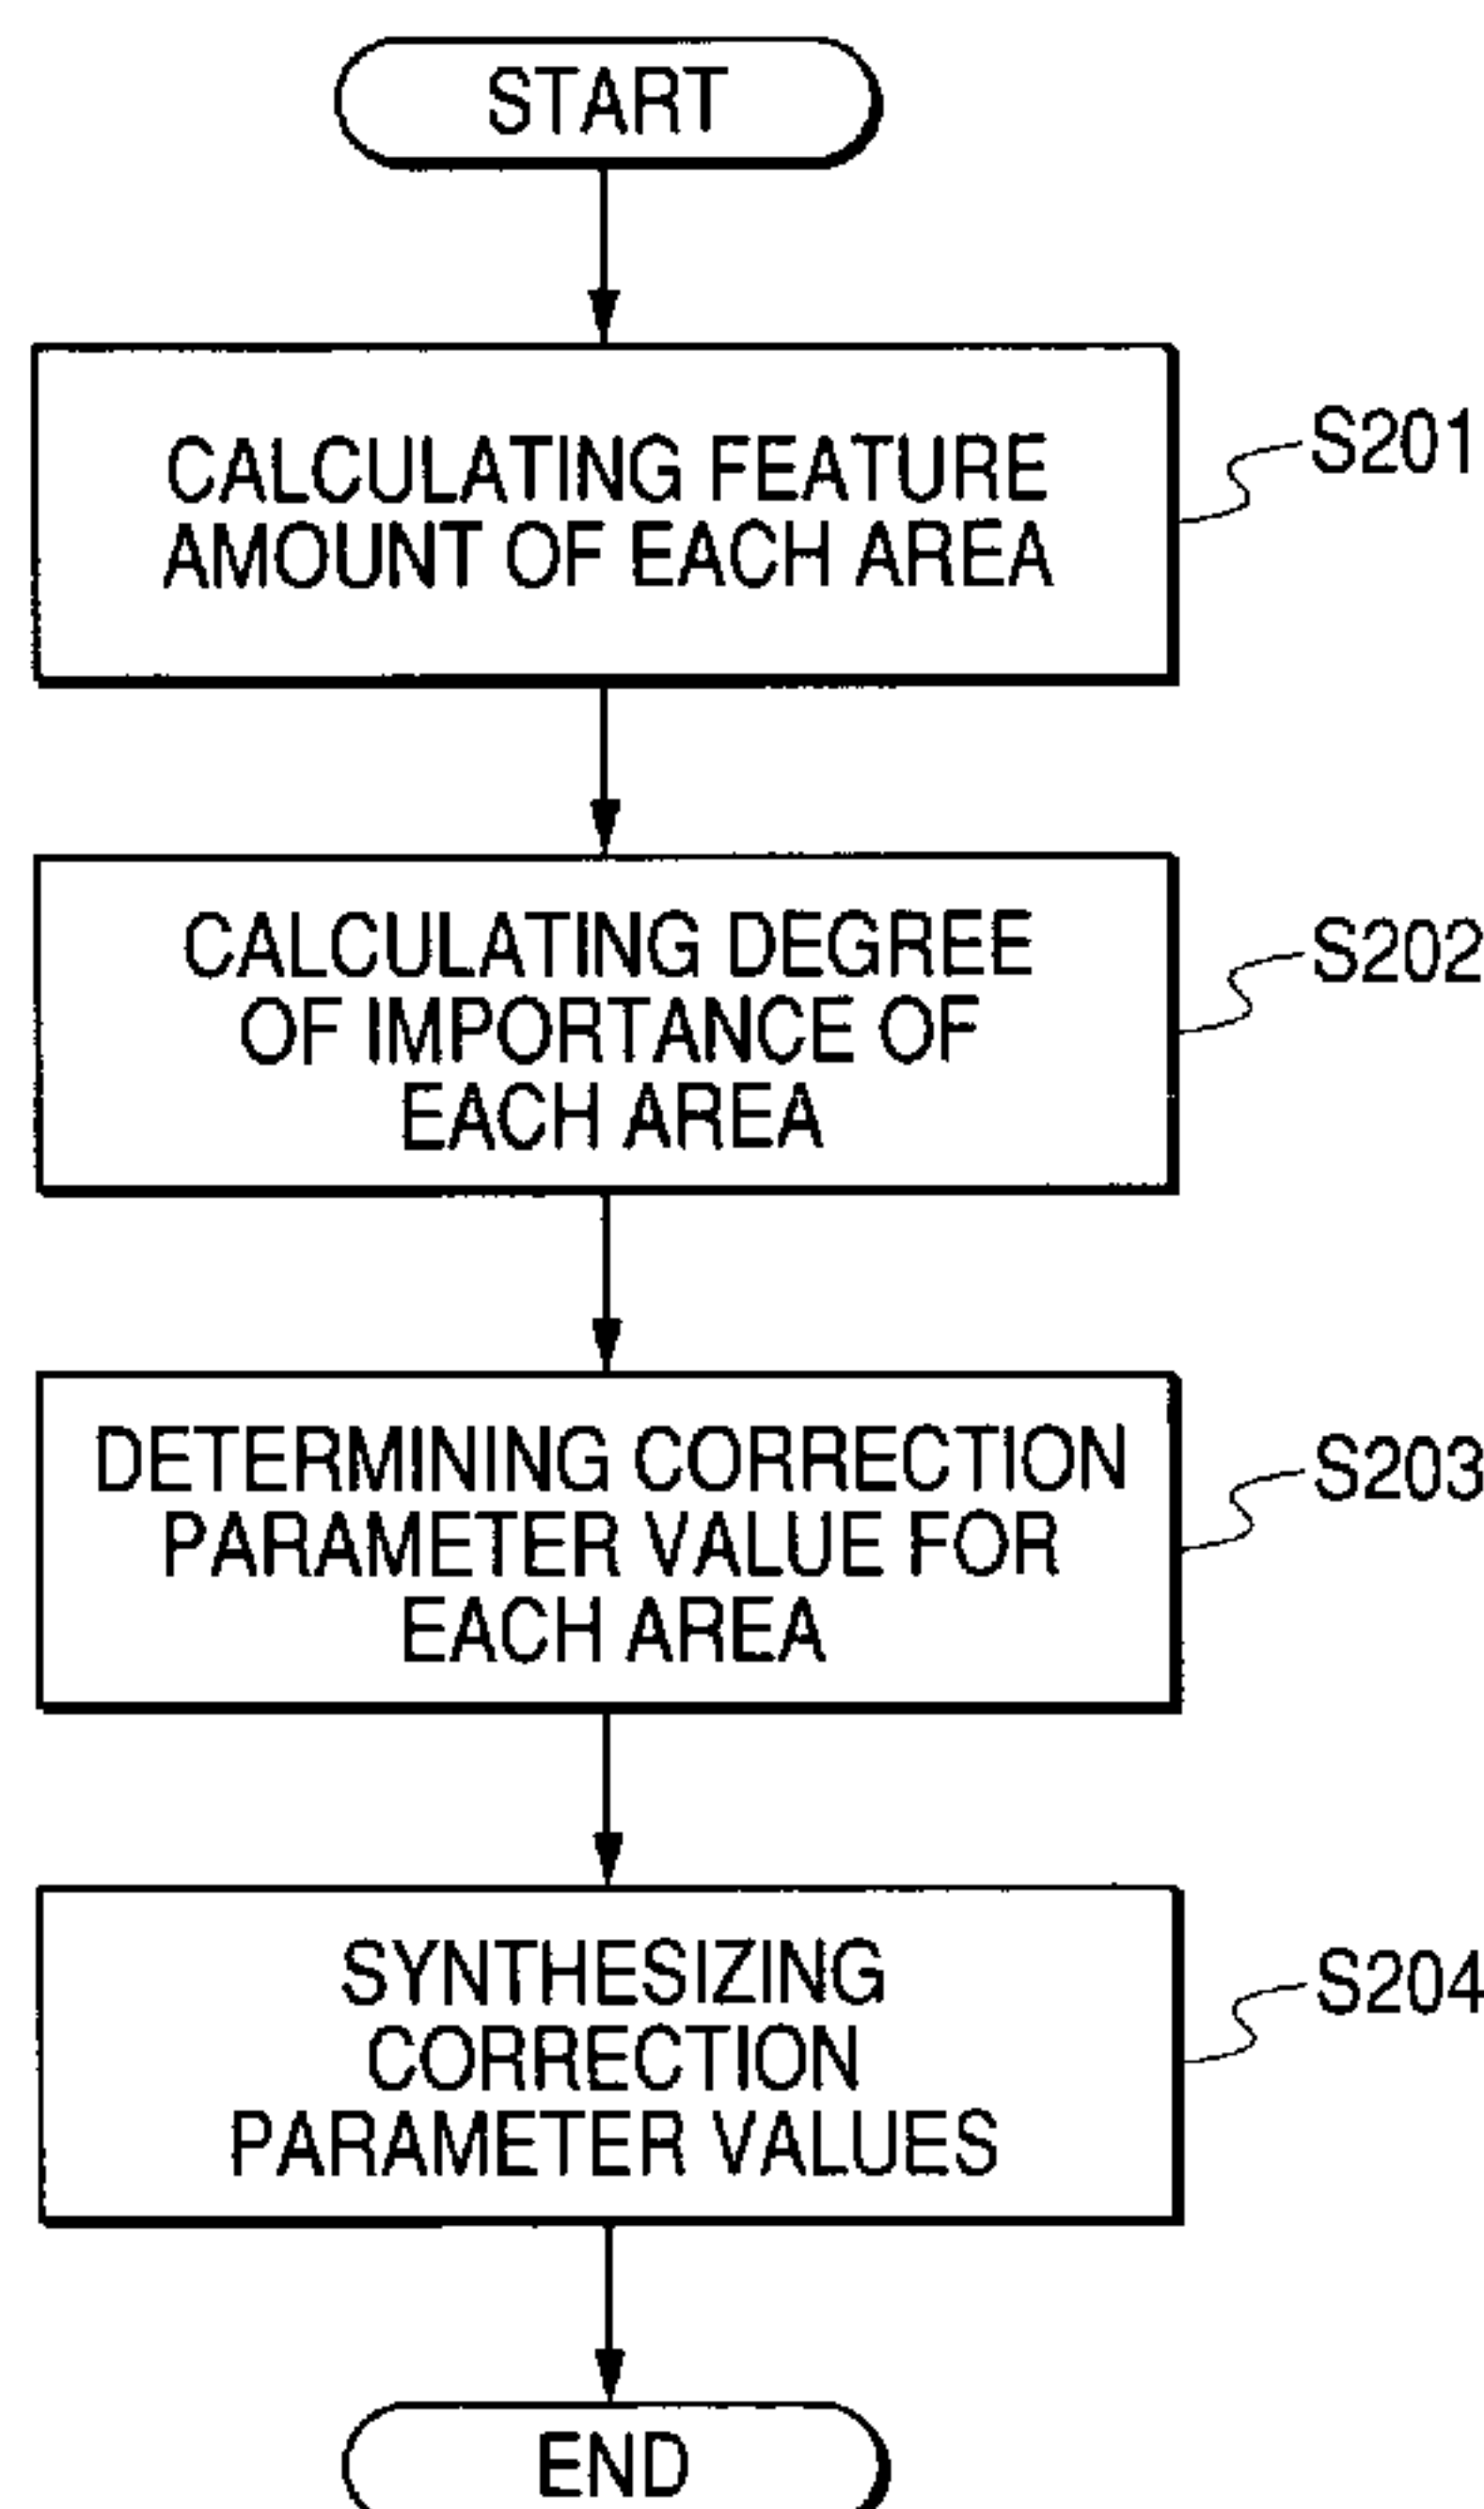 START
CALCULATING FEATURE
AMOUNT OF EACH AREA
S201
CALCULATING DEGREE
OF IMPORTANCE OF
EACH AREA
S202
DETERMINING CORRECTION
PARAMETER VALUE FOR
EACH AREA
S203
SYNTHESIZING
CORRECTION
PARAMETER VALUES
S204
END